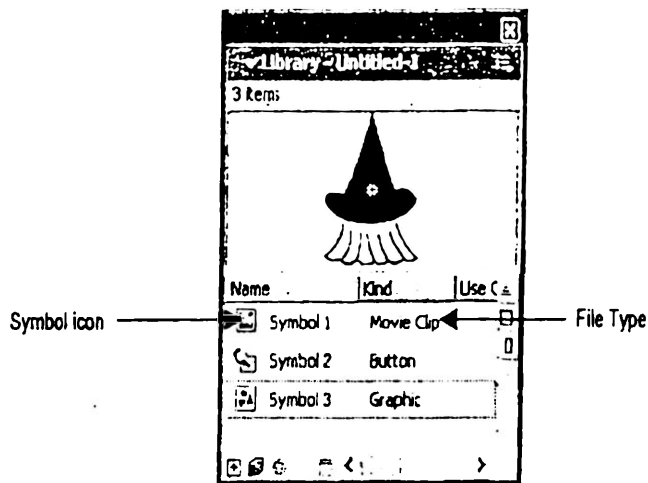 Library - Untitled-1
3 items
Name Kind Use C
Symbol icon Symbol 1 Movie Clip File Type
Symbol 2 Button
Symbol 3 Graphic